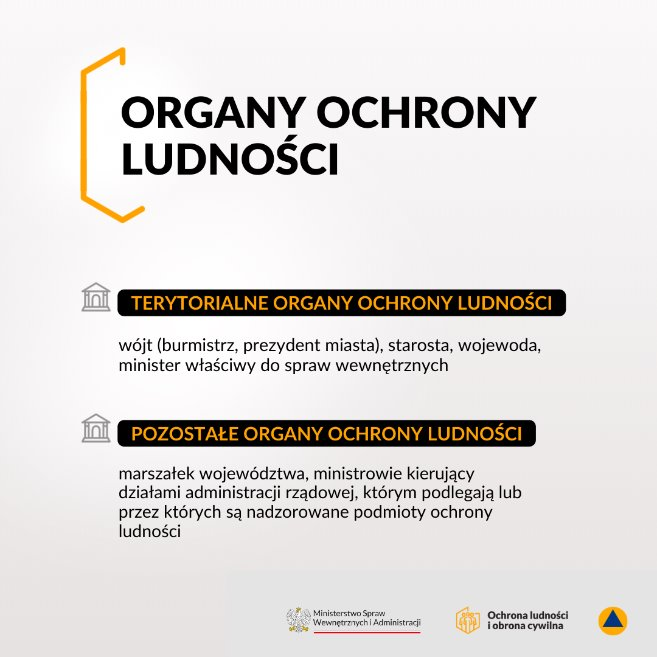 ORGANY OCHRONY
LUDNOŚCI
TERYTORIALNE ORGANY OCHRONY LUDNOŚCI
wójt (burmistrz, prezydent miasta), starosta, wojewoda,
minister właściwy do spraw wewnętrznych
POZOSTAŁE ORGANY OCHRONY LUDNOŚCI
marszałek województwa, ministrowie kierujący
działami administracji rządowej, którym podlegają lub
przez których są nadzorowane podmioty ochrony
ludności
Ministerstwo Spraw
Wewnętrznych i Administracji
Ochrona ludności
i obrona cywilna